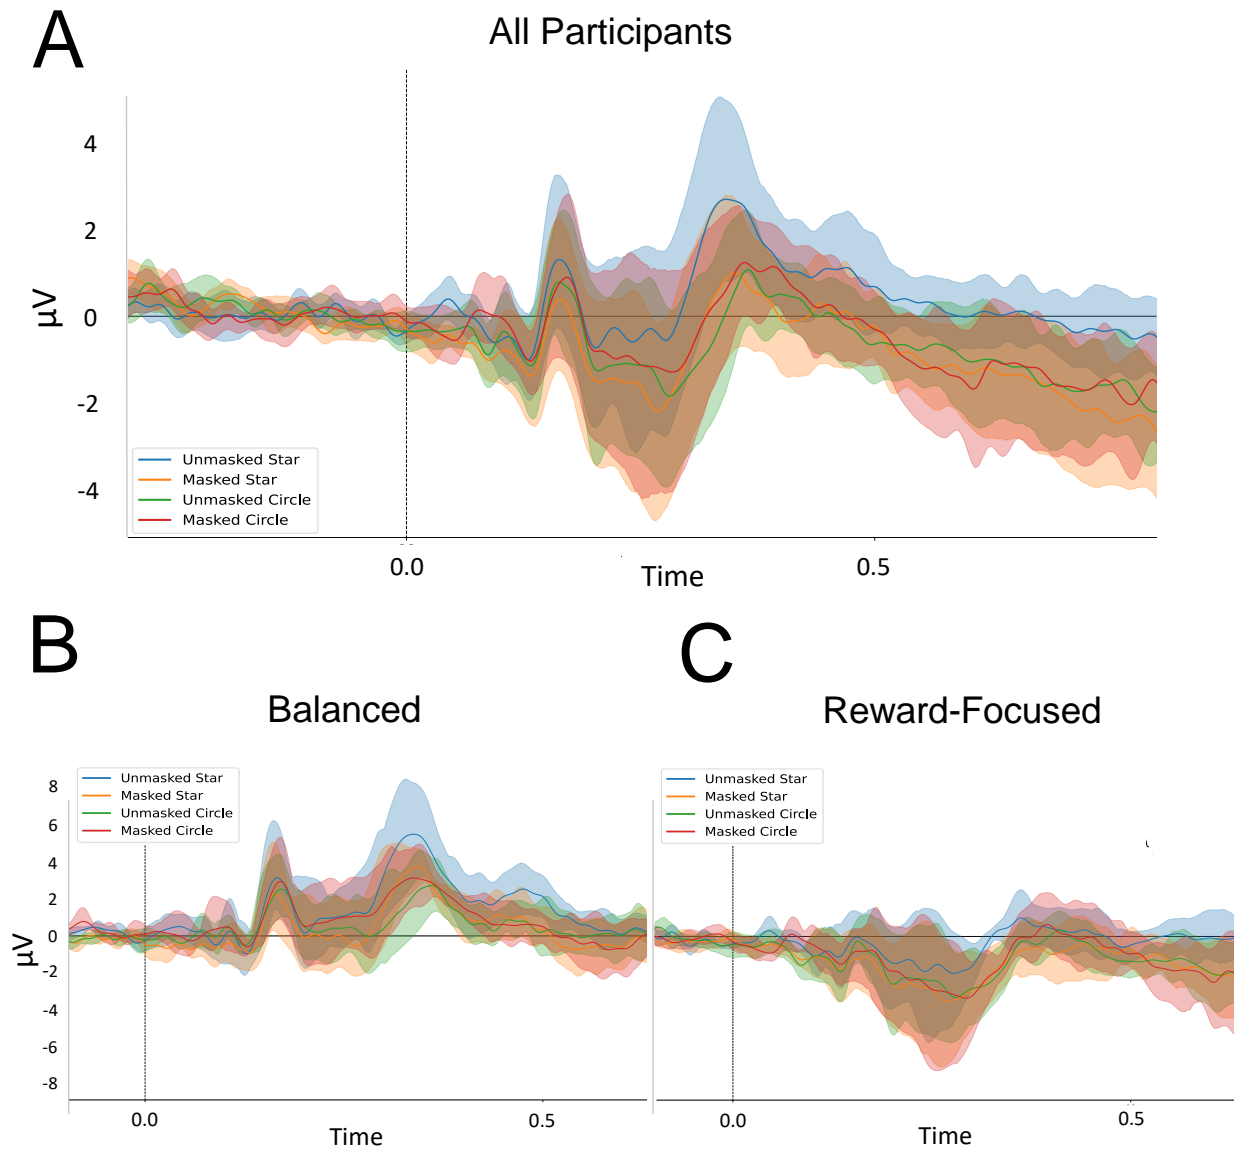 A
All Participants
4
2
0
-2
-4
μV
Unmasked Star
Masked Star
Unmasked Circle
Masked Circle
0.0
Time
0.5
B
Balanced
C
Reward-Focused
8
6
4
2
0
-2
-4
-6
-8
μV
Unmasked Star
Masked Star
Unmasked Circle
Masked Circle
0.0
Time
0.5
Unmasked Star
Masked Star
Unmasked Circle
Masked Circle
0.0
Time
0.5